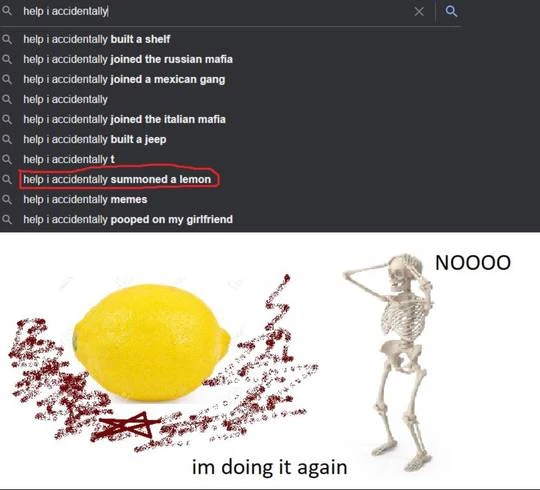 help i accidentally
help i accidentally built a shelf
help i accidentally joined the russian mafia
help i accidentally joined a mexican gang
help i accidentally
help i accidentally joined the italian mafia
help i accidentally built a jeep
help i accidentally t
help i accidentally summoned a lemon
help i accidentally memes
help i accidentally pooped on my girlfriend
NOOOO
im doing it again